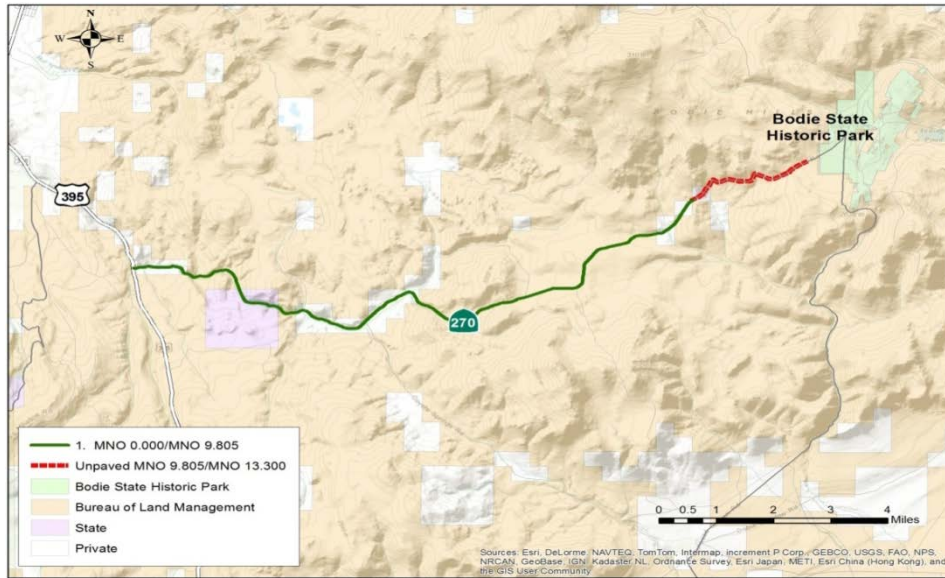 N
W E
S
Bodie State
Historic Park
395
270
1. MNO 0.000/MNO 9.805
Unpaved MNO 9.805/MNO 13.300
Bodie State Historic Park
Bureau of Land Management
State
Private
0 0.5 1 2 3 4
Miles
Sources: Esri, DeLorme, NAVTEQ, TomTom, Intermap, increment P Corp., GEBCO, USGS, FAO, NPS,
NRCAN, GeoBase, IGN, Kadaster NL, Ordnance Survey, Esri Japan, METI, Esri China (Hong Kong), and
the GIS User Community